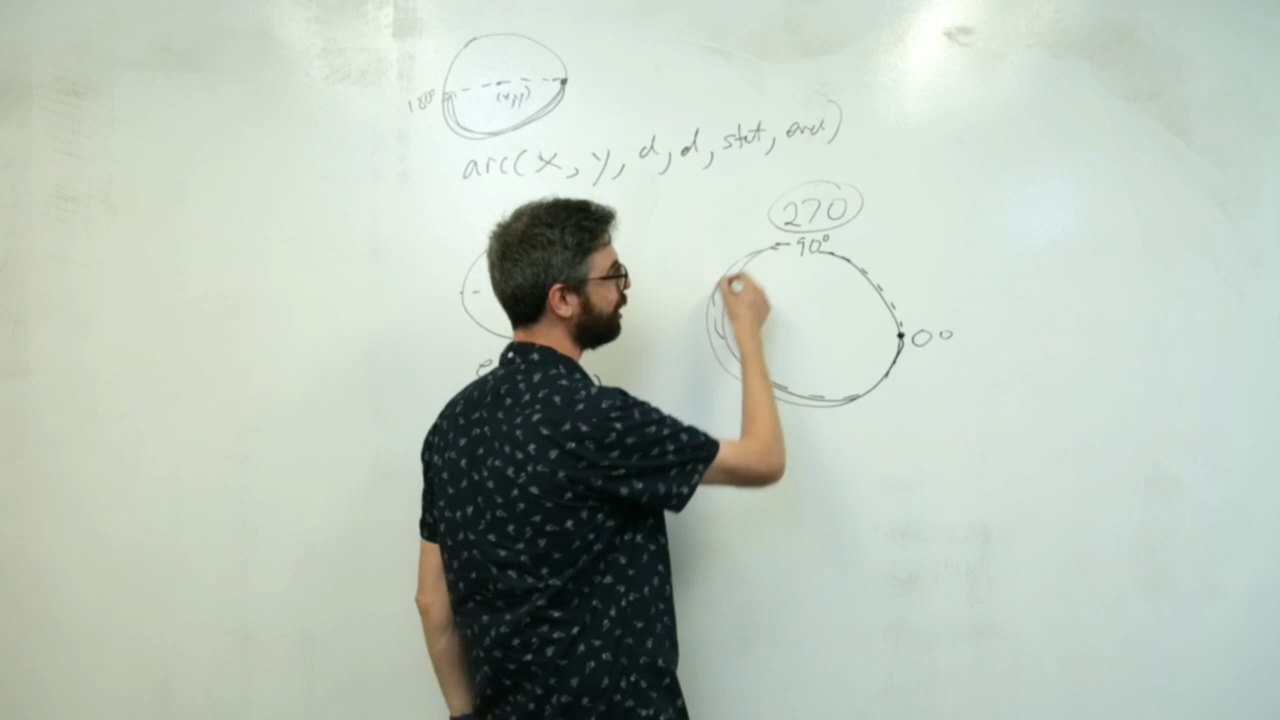 180°
(x,y)
arc(x, y, d, d, start, end)
270
-90°
0°